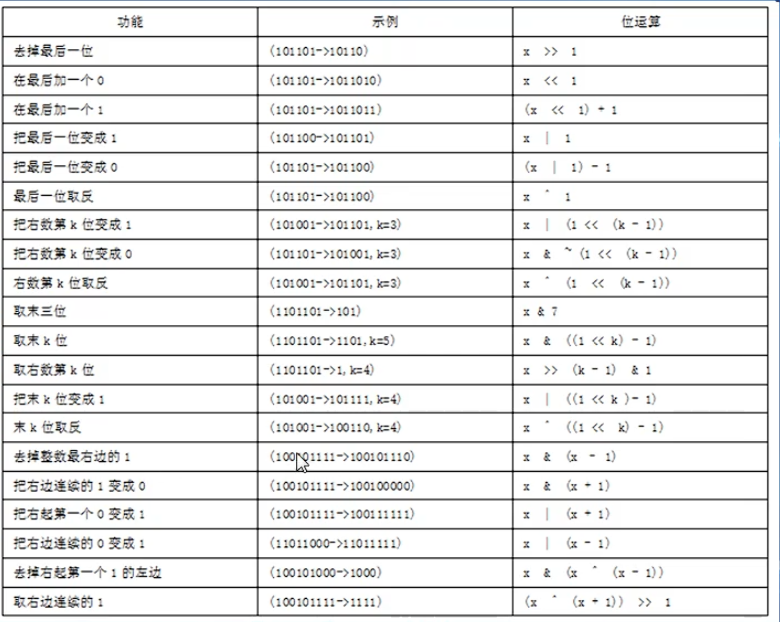 功能 示例 位运算
去掉最后一位 (101101->10110) x >> 1
在最后加一个0 (101101->1011010) x << 1
在最后加一个1 (101101->1011011) (x << 1) + 1
把最后一位变成1 (101100->101101) x | 1
把最后一位变成0 (101101->101100) (x | 1) - 1
最后一位取反 (101101->101100) x ^ 1
把右数第k位变成1 (101001->101101,k=3) x | (1 << (k - 1))
把右数第k位变成0 (101101->101001,k=3) x & ~ (1 << (k - 1))
右数第k位取反 (101001->101101,k=3) x ^ (1 << (k - 1))
取末三位 (1101101->101) x & 7
取末k位 (1101101->1101,k=5) x & ((1 << k) - 1)
取右数第k位 (1101101->1,k=4) x >> (k - 1) & 1
把末k位变成1 (101001->101111,k=4) x | ((1 << k )- 1)
末k位取反 (101001->100110,k=4) x ^ ((1 << k) - 1)
去掉整数最右边的1 (100101111->100101110) x & (x - 1)
把右边连续的1变成0 (100101111->100100000) x & (x + 1)
把右起第一个0变成1 (100101111->100111111) x | (x + 1)
把右边连续的0变成1 (11011000->11011111) x | (x - 1)
去掉右起第一个1的左边 (100101000->1000) x & (x ^ (x - 1))
取右边连续的1 (100101111->1111) (x ^ (x + 1)) >> 1